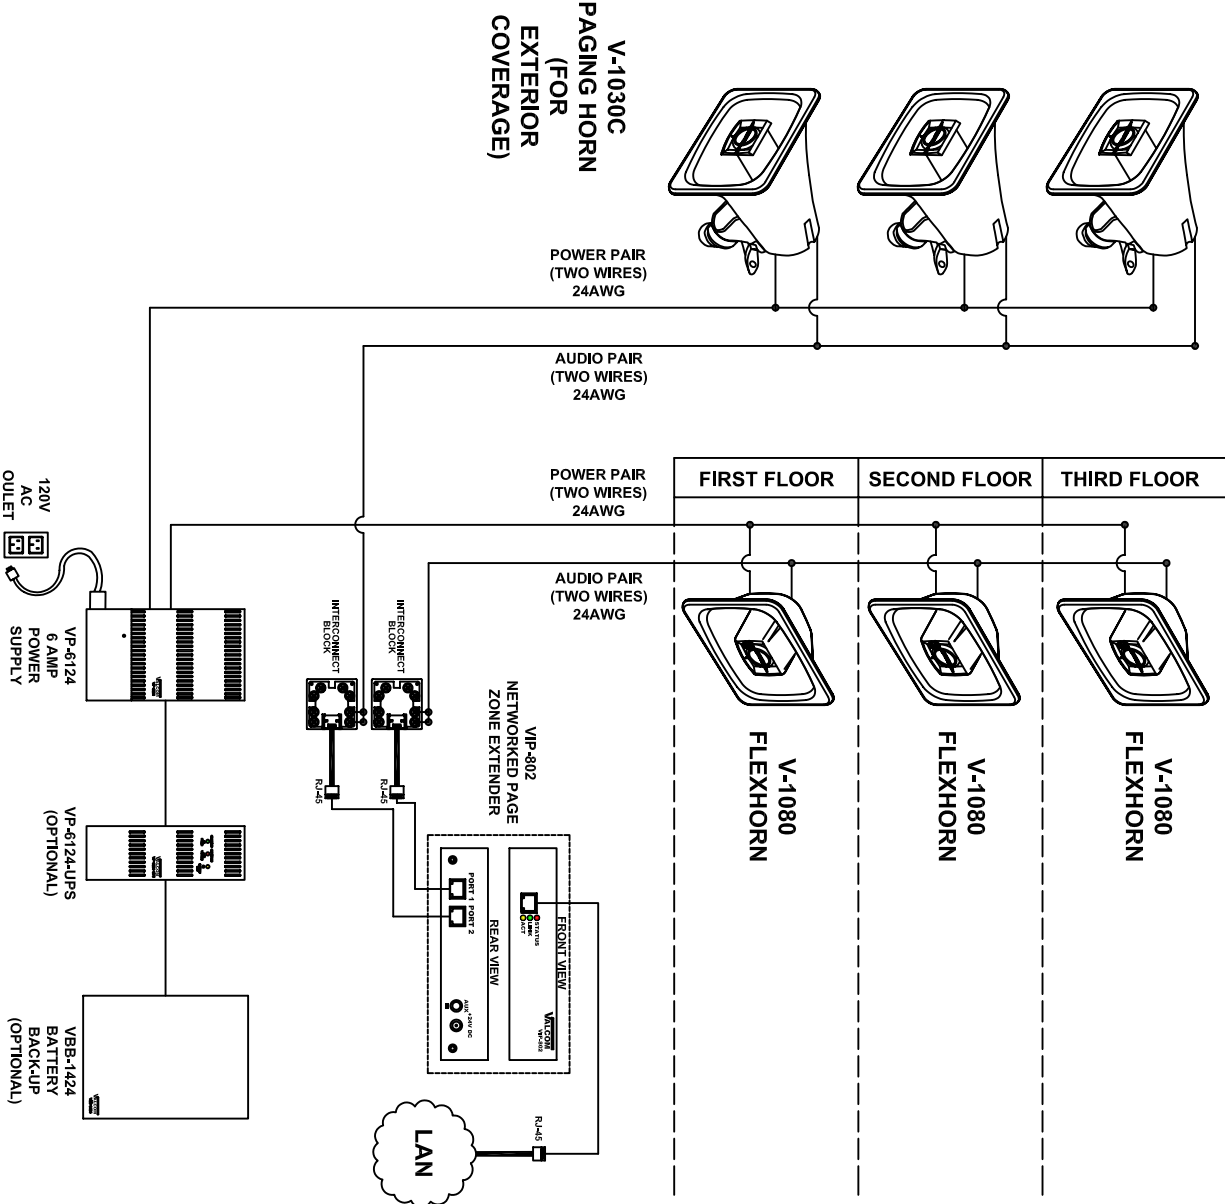 V-1030C
PAGING HORN
(FOR
EXTERIOR
COVERAGE)
POWER PAIR
(TWO WIRES)
24AWG
AUDIO PAIR
(TWO WIRES)
24AWG
POWER PAIR
(TWO WIRES)
24AWG
AUDIO PAIR
(TWO WIRES)
24AWG
FIRST FLOOR
SECOND FLOOR
THIRD FLOOR
V-1080
FLEXHORN
V-1080
FLEXHORN
V-1080
FLEXHORN
120V
AC
OULET
VP-6124
6 AMP
POWER
SUPPLY
INTERCONNECT
BLOCK
INTERCONNECT
BLOCK
RJ-45
RJ-45
VIP-802
NETWORKED PAGE
ZONE EXTENDER
PORT 1
PORT 2
AUX
+24V DC
REAR VIEW
STATUS
LINK
ACT
FRONT VIEW
VALCOM
VIP-802
RJ-45
LAN
VP-6124-UPS
(OPTIONAL)
VBB-1424
BATTERY
BACK-UP
(OPTIONAL)